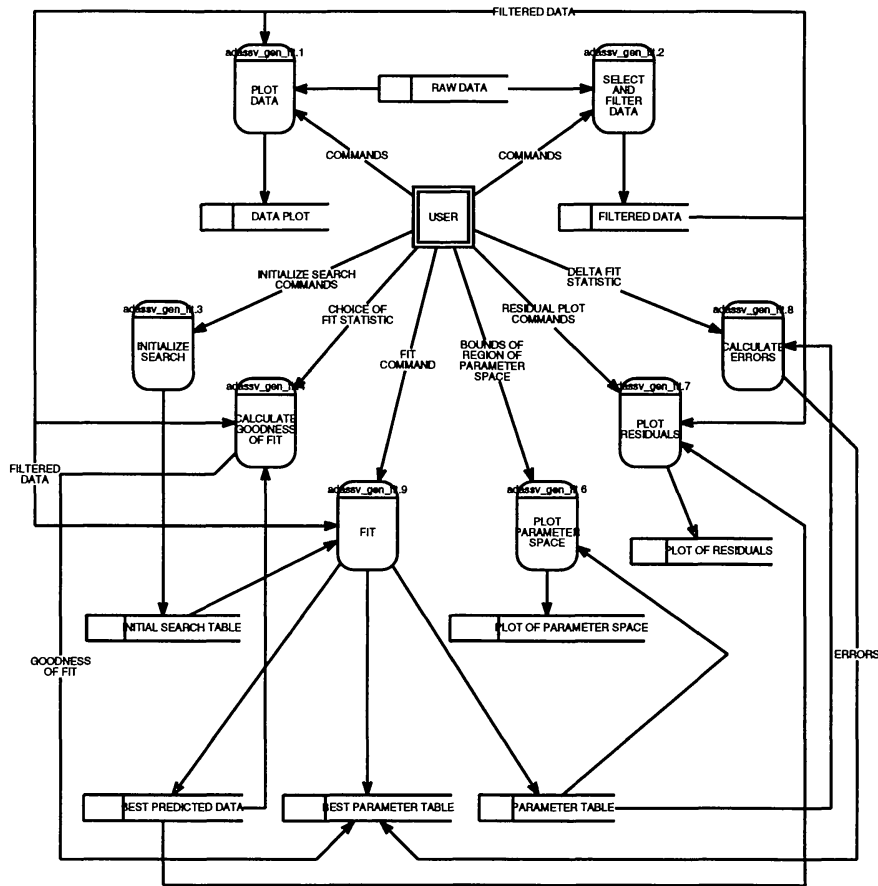 FILTERED DATA
adassv_gen_fit.1
PLOT
DATA
RAW DATA
adassv_gen_fit.2
SELECT
AND
FILTER
DATA
COMMANDS
COMMANDS
DATA PLOT
USER
FILTERED DATA
INITIALIZE SEARCH
COMMANDS
DELTA FIT
STATISTIC
adassv_gen_fit.3
INITIALIZE
SEARCH
CHOICE OF
FIT STATISTIC
RESIDUAL PLOT
COMMANDS
adassv_gen_fit.8
CALCULATE
ERRORS
FIT
COMMAND
BOUNDS OF
REGION OF
PARAMETER
SPACE
CALCULATE
GOODNESS
OF FIT
adassv_gen_fit.7
PLOT
RESIDUALS
FILTERED
DATA
adassv_gen_fit.9
FIT
adassv_gen_fit.6
PLOT
PARAMETER
SPACE
PLOT OF RESIDUALS
INITIAL SEARCH TABLE
PLOT OF PARAMETER SPACE
GOODNESS
OF FIT
ERRORS
BEST PREDICTED DATA
BEST PARAMETER TABLE
PARAMETER TABLE